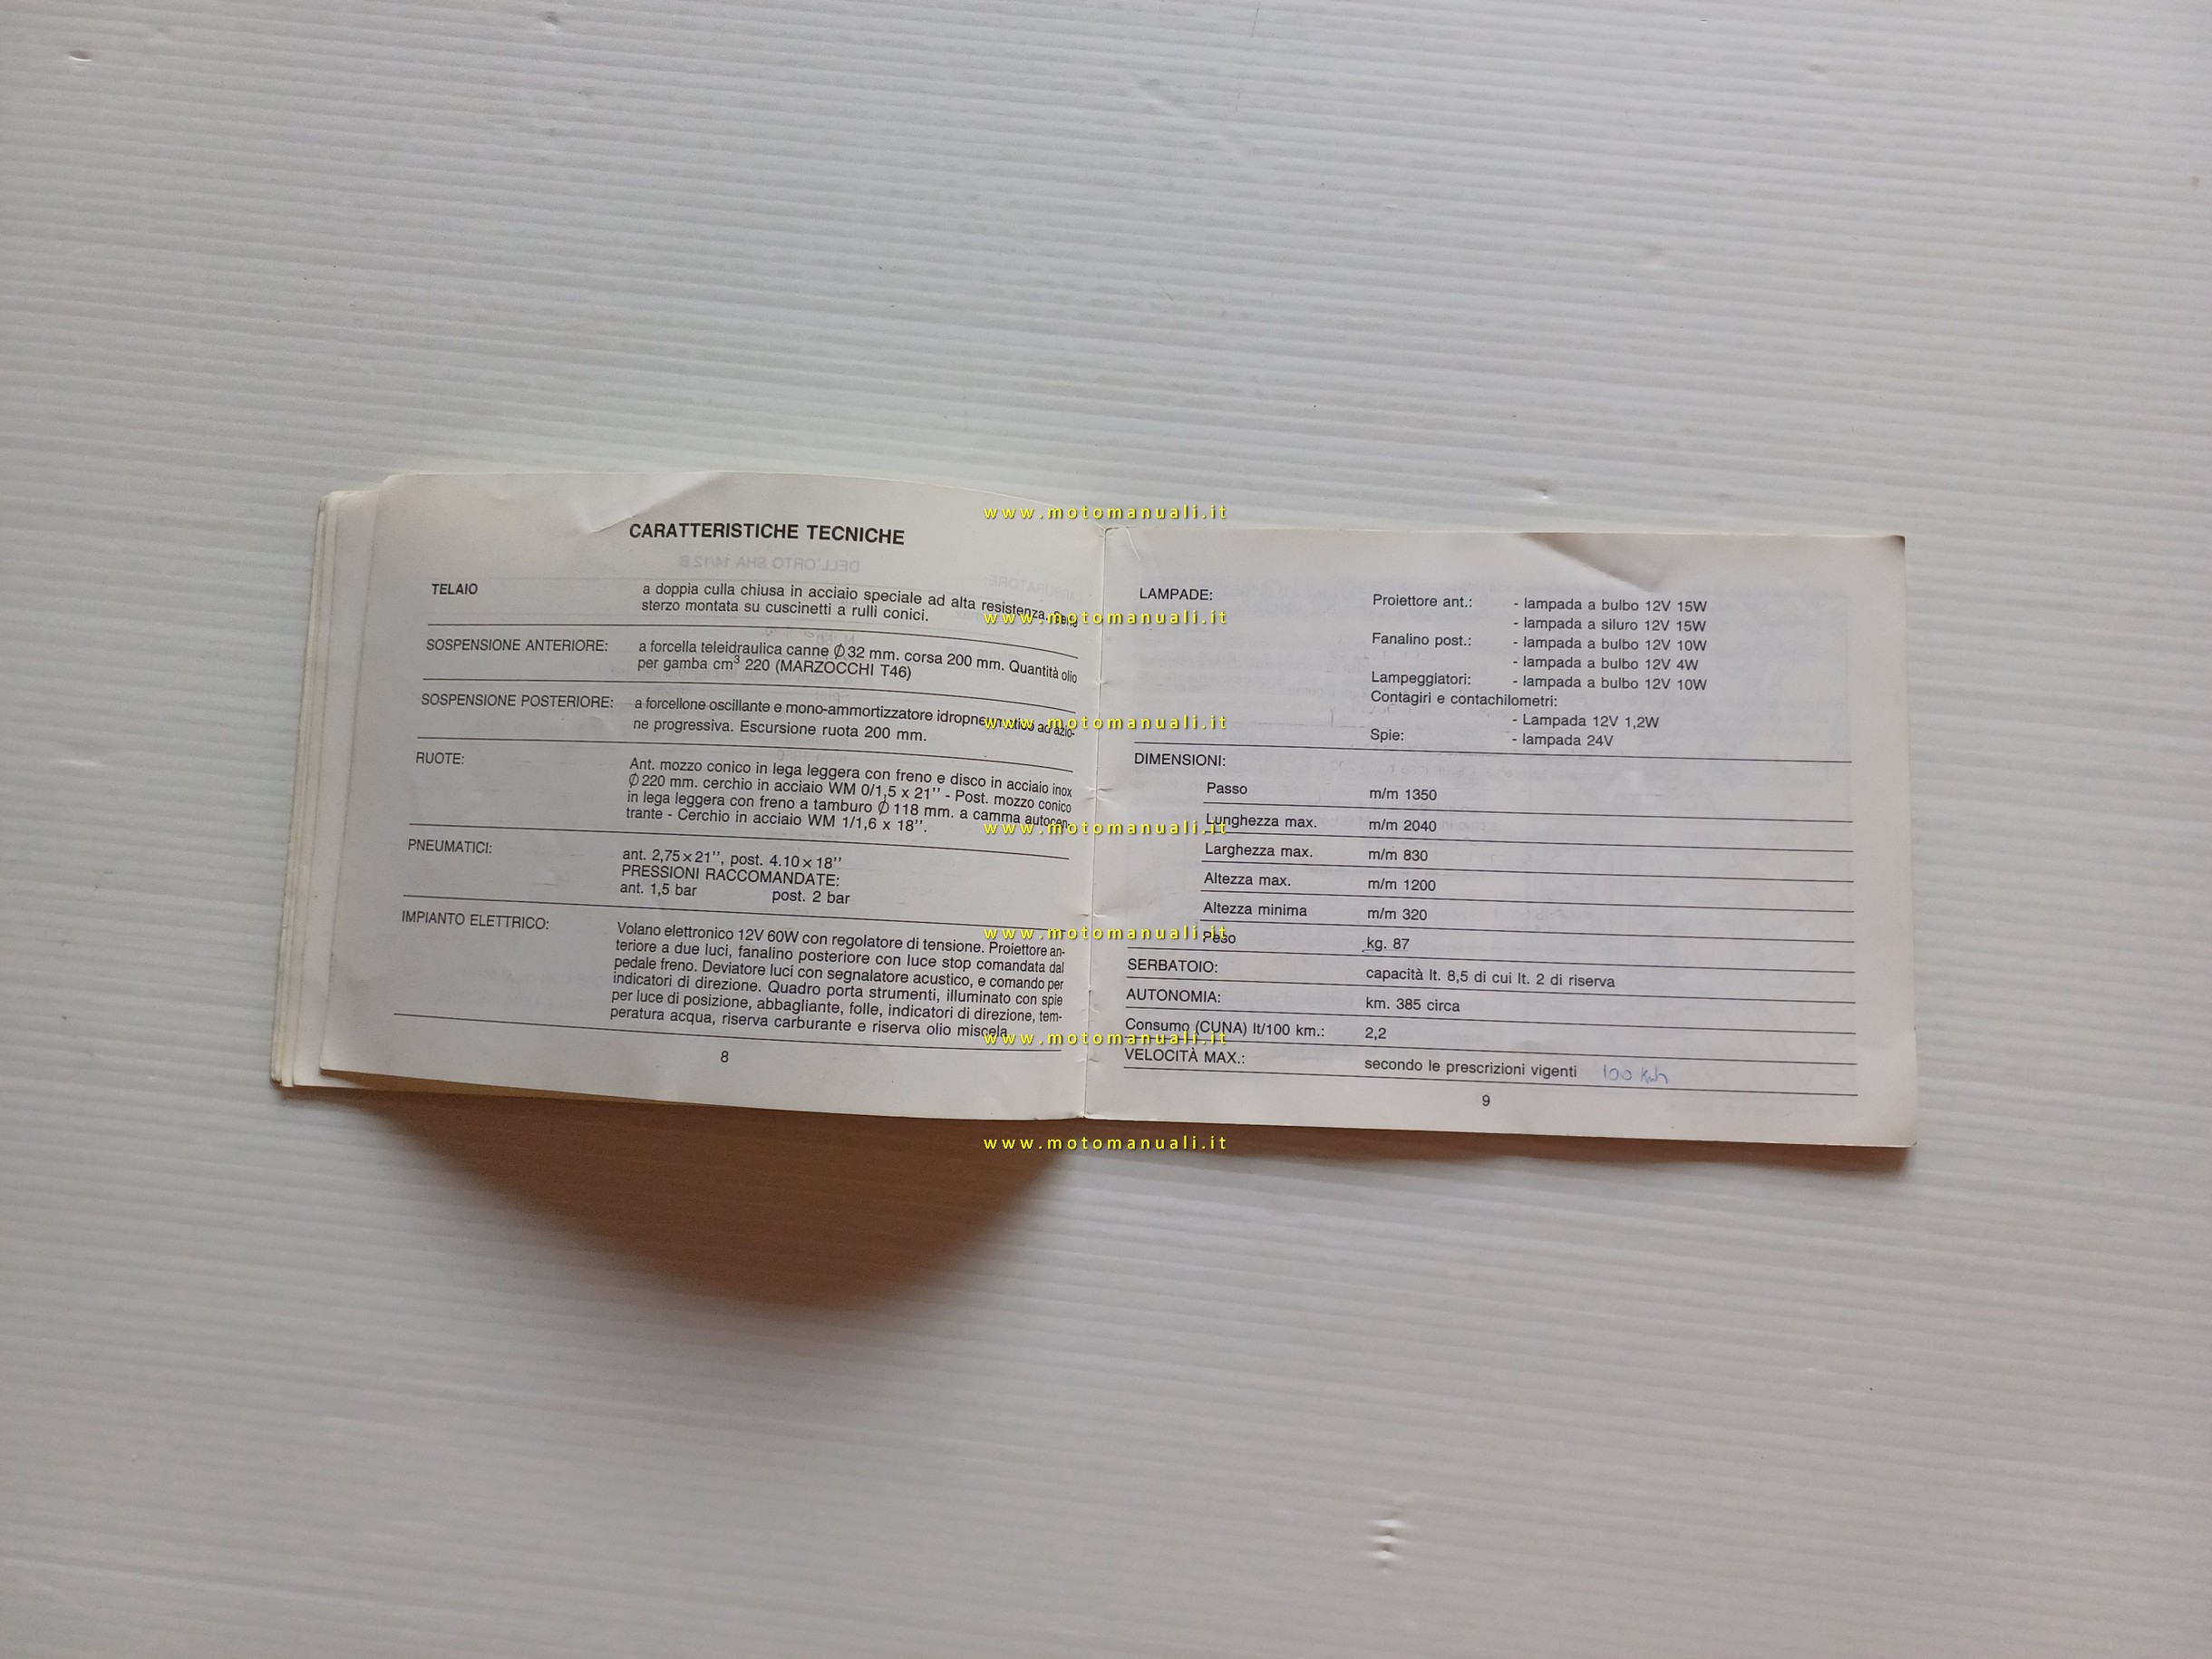 CARATTERISTICHE TECNICHE
TELAIO
a doppia culla chiusa in acciaio speciale ad alta resistenza.
sterzo montata su cuscinetti a rulli conici.
SOSPENSIONE ANTERIORE:
a forcella teleidraulica canne Ø 32 mm. corsa 200 mm. Quantità olio
per gamba cm³ 220 (MARZOCCHI T46)
SOSPENSIONE POSTERIORE:
a forcellone oscillante e mono-ammortizzatore idropneumatico ad azio-
ne progressiva. Escursione ruota 200 mm.
RUOTE:
Ant. mozzo conico in lega leggera con freno e disco in acciaio inox
Ø 220 mm. cerchio in acciaio WM 0/1,5 x 21'' - Post. mozzo conico
in lega leggera con freno a tamburo Ø 118 mm. a camma autocen-
trante - Cerchio in acciaio WM 1/1,6 x 18''.
PNEUMATICI:
ant. 2,75 x 21'', post. 4.10 x 18''
PRESSIONI RACCOMANDATE:
ant. 1,5 bar post. 2 bar
IMPIANTO ELETTRICO:
Volano elettronico 12V 60W con regolatore di tensione. Proiettore an-
teriore a due luci, fanalino posteriore con luce stop comandata dal
pedale freno. Deviatore luci con segnalatore acustico, e comando per
indicatori di direzione. Quadro porta strumenti, illuminato con spie
per luce di posizione, abbagliante, folle, indicatori di direzione, tem-
peratura acqua, riserva carburante e riserva olio miscela
8
LAMPADE:
Proiettore ant.: - lampada a bulbo 12V 15W
- lampada a siluro 12V 15W
Fanalino post.: - lampada a bulbo 12V 10W
- lampada a bulbo 12V 4W
Lampeggiatori: - lampada a bulbo 12V 10W
Contagiri e contachilometri:
- Lampada 12V 1,2W
Spie: - lampada 24V
DIMENSIONI:
Passo m/m 1350
Lunghezza max. m/m 2040
Larghezza max. m/m 830
Altezza max. m/m 1200
Altezza minima m/m 320
Peso kg. 87
SERBATOIO: capacità lt. 8,5 di cui lt. 2 di riserva
AUTONOMIA: km. 385 circa
Consumo (CUNA) lt/100 km.: 2,2
VELOCITÀ MAX.: secondo le prescrizioni vigenti 100 Kmh
9
www.motomanuali.it
www.motomanuali.it
www.motomanuali.it
www.motomanuali.it
www.motomanuali.it
www.motomanuali.it
www.motomanuali.it